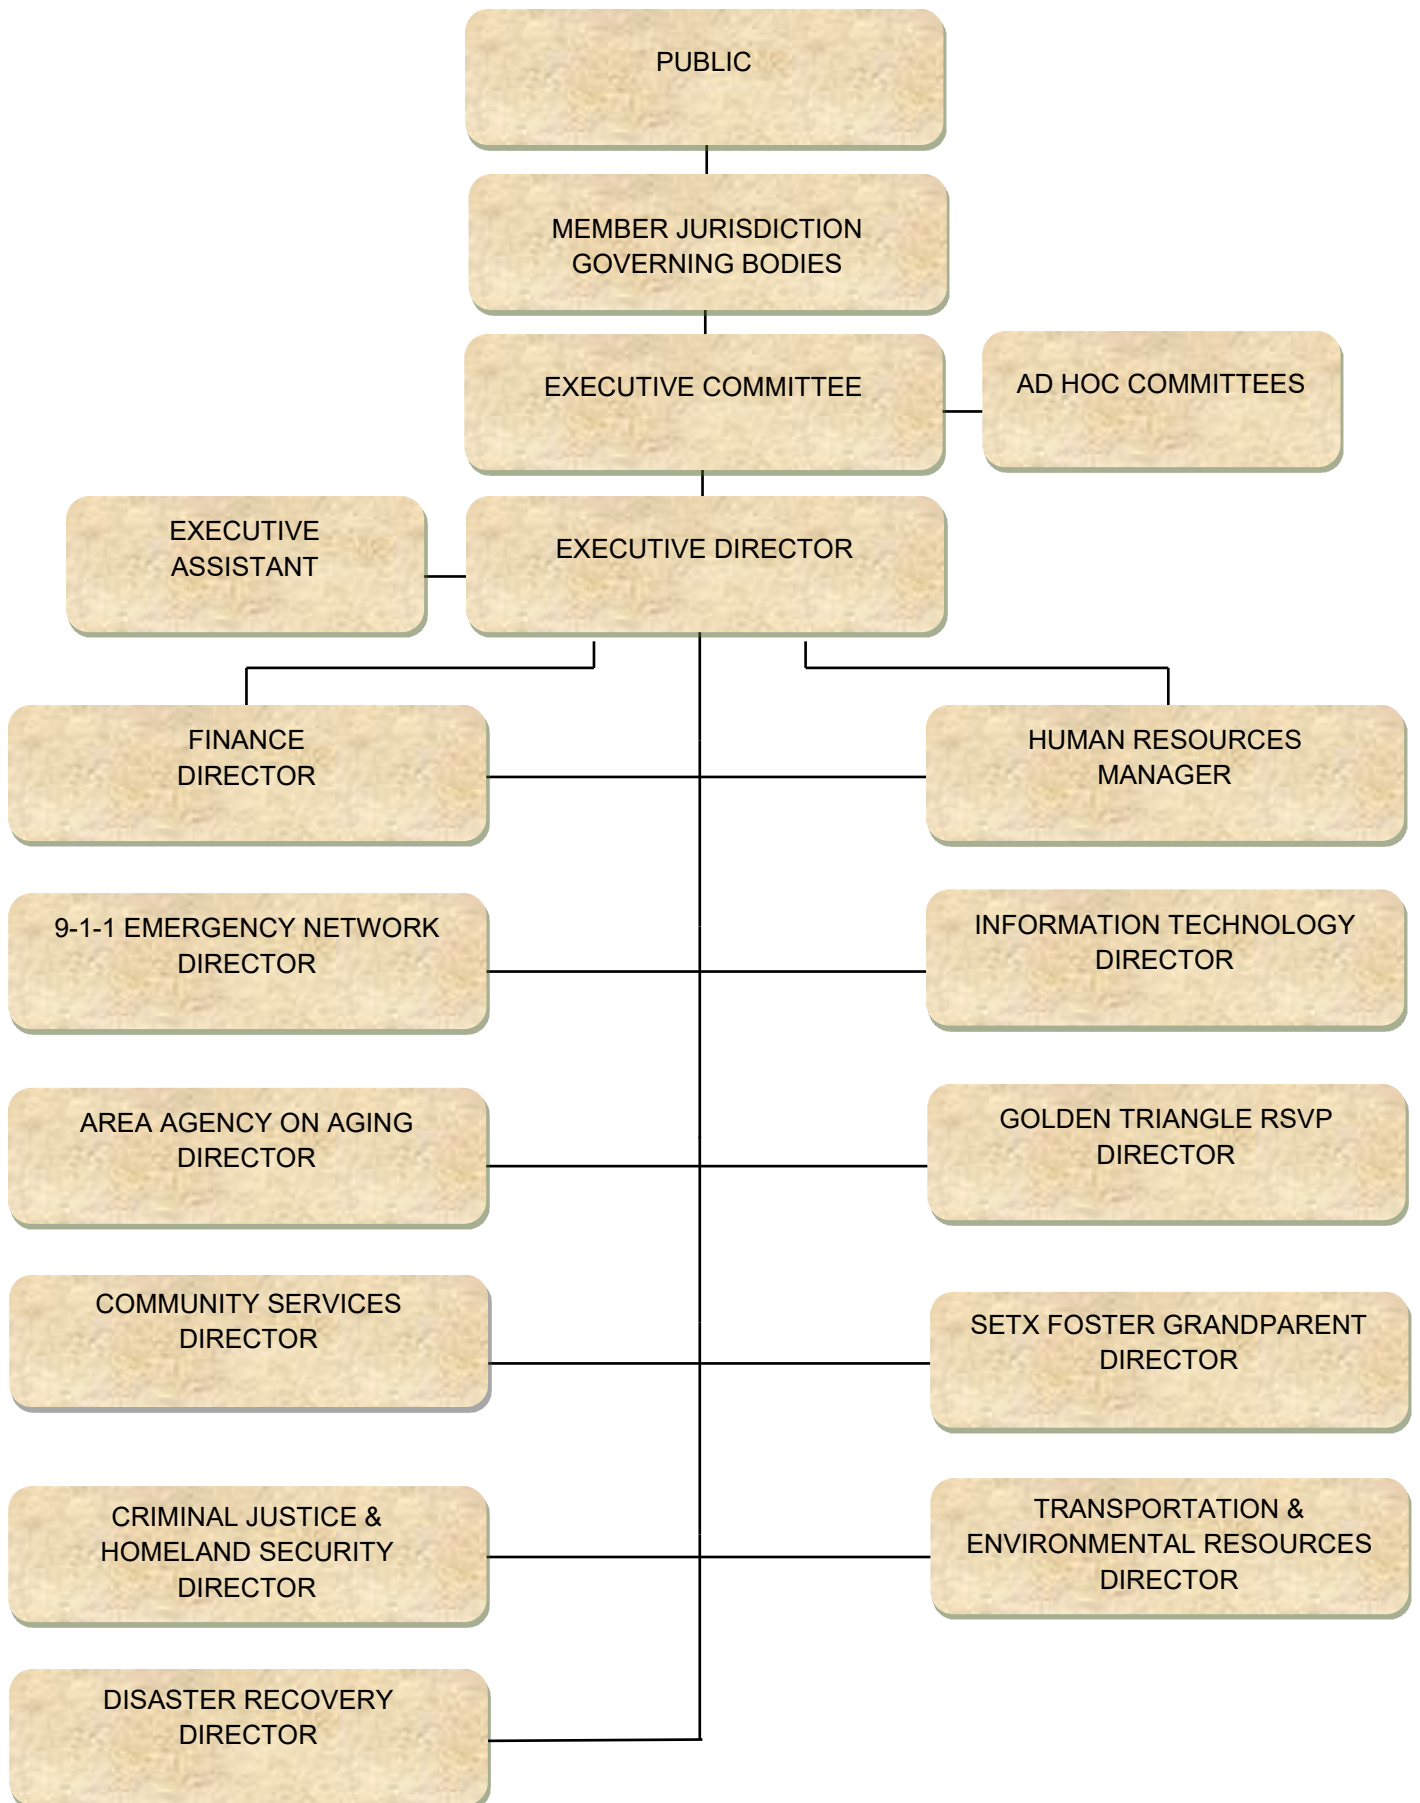 PUBLIC
MEMBER JURISDICTION
GOVERNING BODIES
EXECUTIVE COMMITTEE
AD HOC COMMITTEES
EXECUTIVE
ASSISTANT
EXECUTIVE DIRECTOR
FINANCE
DIRECTOR
HUMAN RESOURCES
MANAGER
9-1-1 EMERGENCY NETWORK
DIRECTOR
INFORMATION TECHNOLOGY
DIRECTOR
AREA AGENCY ON AGING
DIRECTOR
GOLDEN TRIANGLE RSVP
DIRECTOR
COMMUNITY SERVICES
DIRECTOR
SETX FOSTER GRANDPARENT
DIRECTOR
CRIMINAL JUSTICE &
HOMELAND SECURITY
DIRECTOR
TRANSPORTATION &
ENVIRONMENTAL RESOURCES
DIRECTOR
DISASTER RECOVERY
DIRECTOR